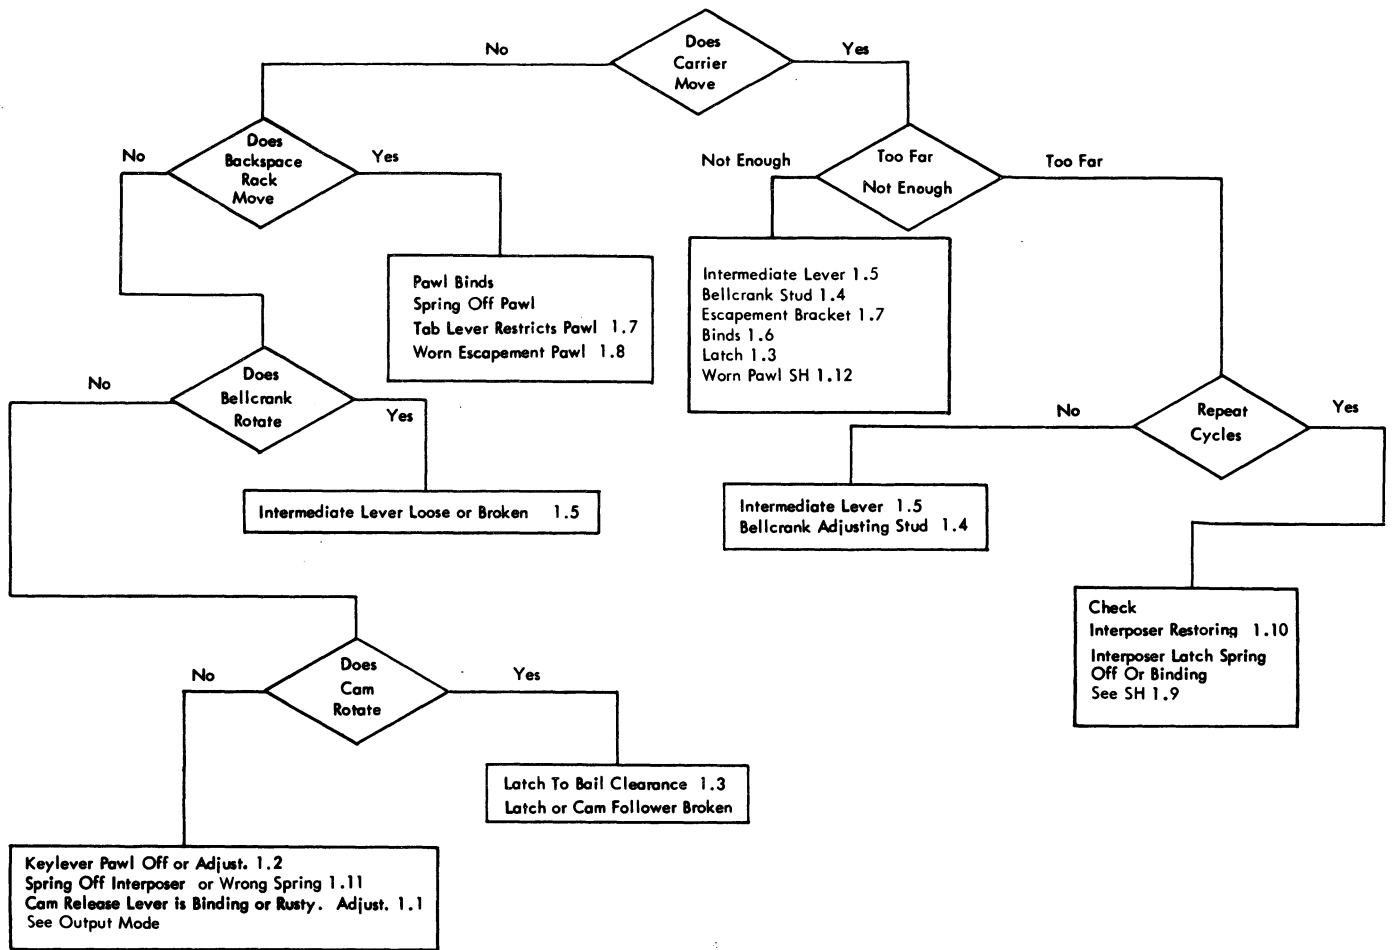 Does
Carrier
Move
No
Yes
Does
Backspace
Rack
Move
No
Yes
Too Far
Not Enough
Not Enough
Too Far
Pawl Binds
Spring Off Pawl
Tab Lever Restricts Pawl 1.7
Worn Escapement Pawl 1.8
Intermediate Lever 1.5
Bellcrank Stud 1.4
Escapement Bracket 1.7
Binds 1.6
Latch 1.3
Worn Pawl SH 1.12
Does
Bellcrank
Rotate
No
Yes
Repeat
Cycles
No
Yes
Intermediate Lever Loose or Broken 1.5
Intermediate Lever 1.5
Bellcrank Adjusting Stud 1.4
Check
Interposer Restoring 1.10
Interposer Latch Spring
Off Or Binding
See SH 1.9
Does
Cam
Rotate
No
Yes
Latch To Bail Clearance 1.3
Latch or Cam Follower Broken
Keylever Pawl Off or Adjust. 1.2
Spring Off Interposer or Wrong Spring 1.11
Cam Release Lever is Binding or Rusty. Adjust. 1.1
See Output Mode